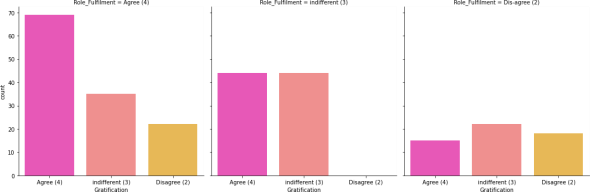 Role_Fulfilment = Agree (4)
Role_Fulfilment = indifferent (3)
Role_Fulfilment = Dis-agree (2)
70
60
50
40
30
20
10
0
count
Agree (4) indifferent (3) Disagree (2)
Gratification
Agree (4) indifferent (3) Disagree (2)
Gratification
Agree (4) indifferent (3) Disagree (2)
Gratification